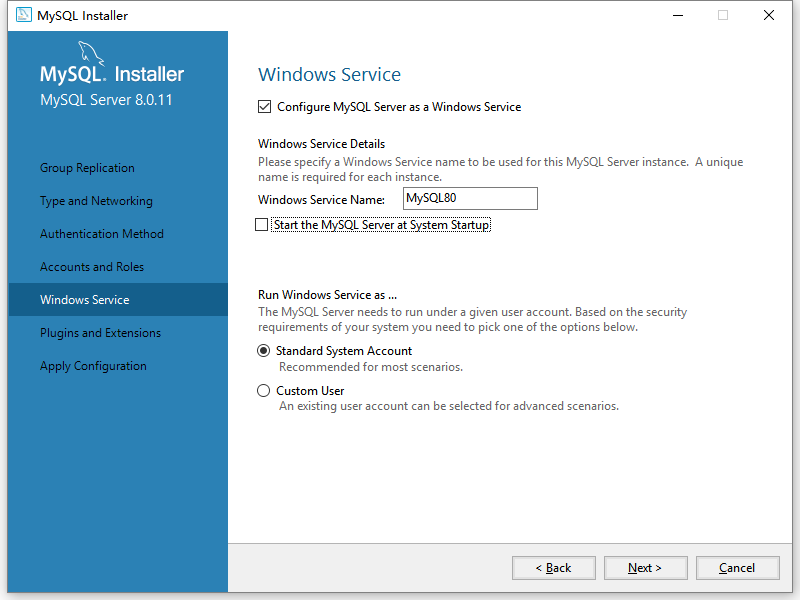 MySQL Installer
MySQL. Installer
MySQL Server 8.0.11
Group Replication
Type and Networking
Authentication Method
Accounts and Roles
Windows Service
Plugins and Extensions
Apply Configuration
Windows Service
Configure MySQL Server as a Windows Service
Windows Service Details
Please specify a Windows Service name to be used for this MySQL Server instance.  A unique
name is required for each instance.
Windows Service Name: MySQL80
Start the MySQL Server at System Startup
Run Windows Service as ...
The MySQL Server needs to run under a given user account. Based on the security
requirements of your system you need to pick one of the options below.
Standard System Account
Recommended for most scenarios.
Custom User
An existing user account can be selected for advanced scenarios.
< Back Next > Cancel